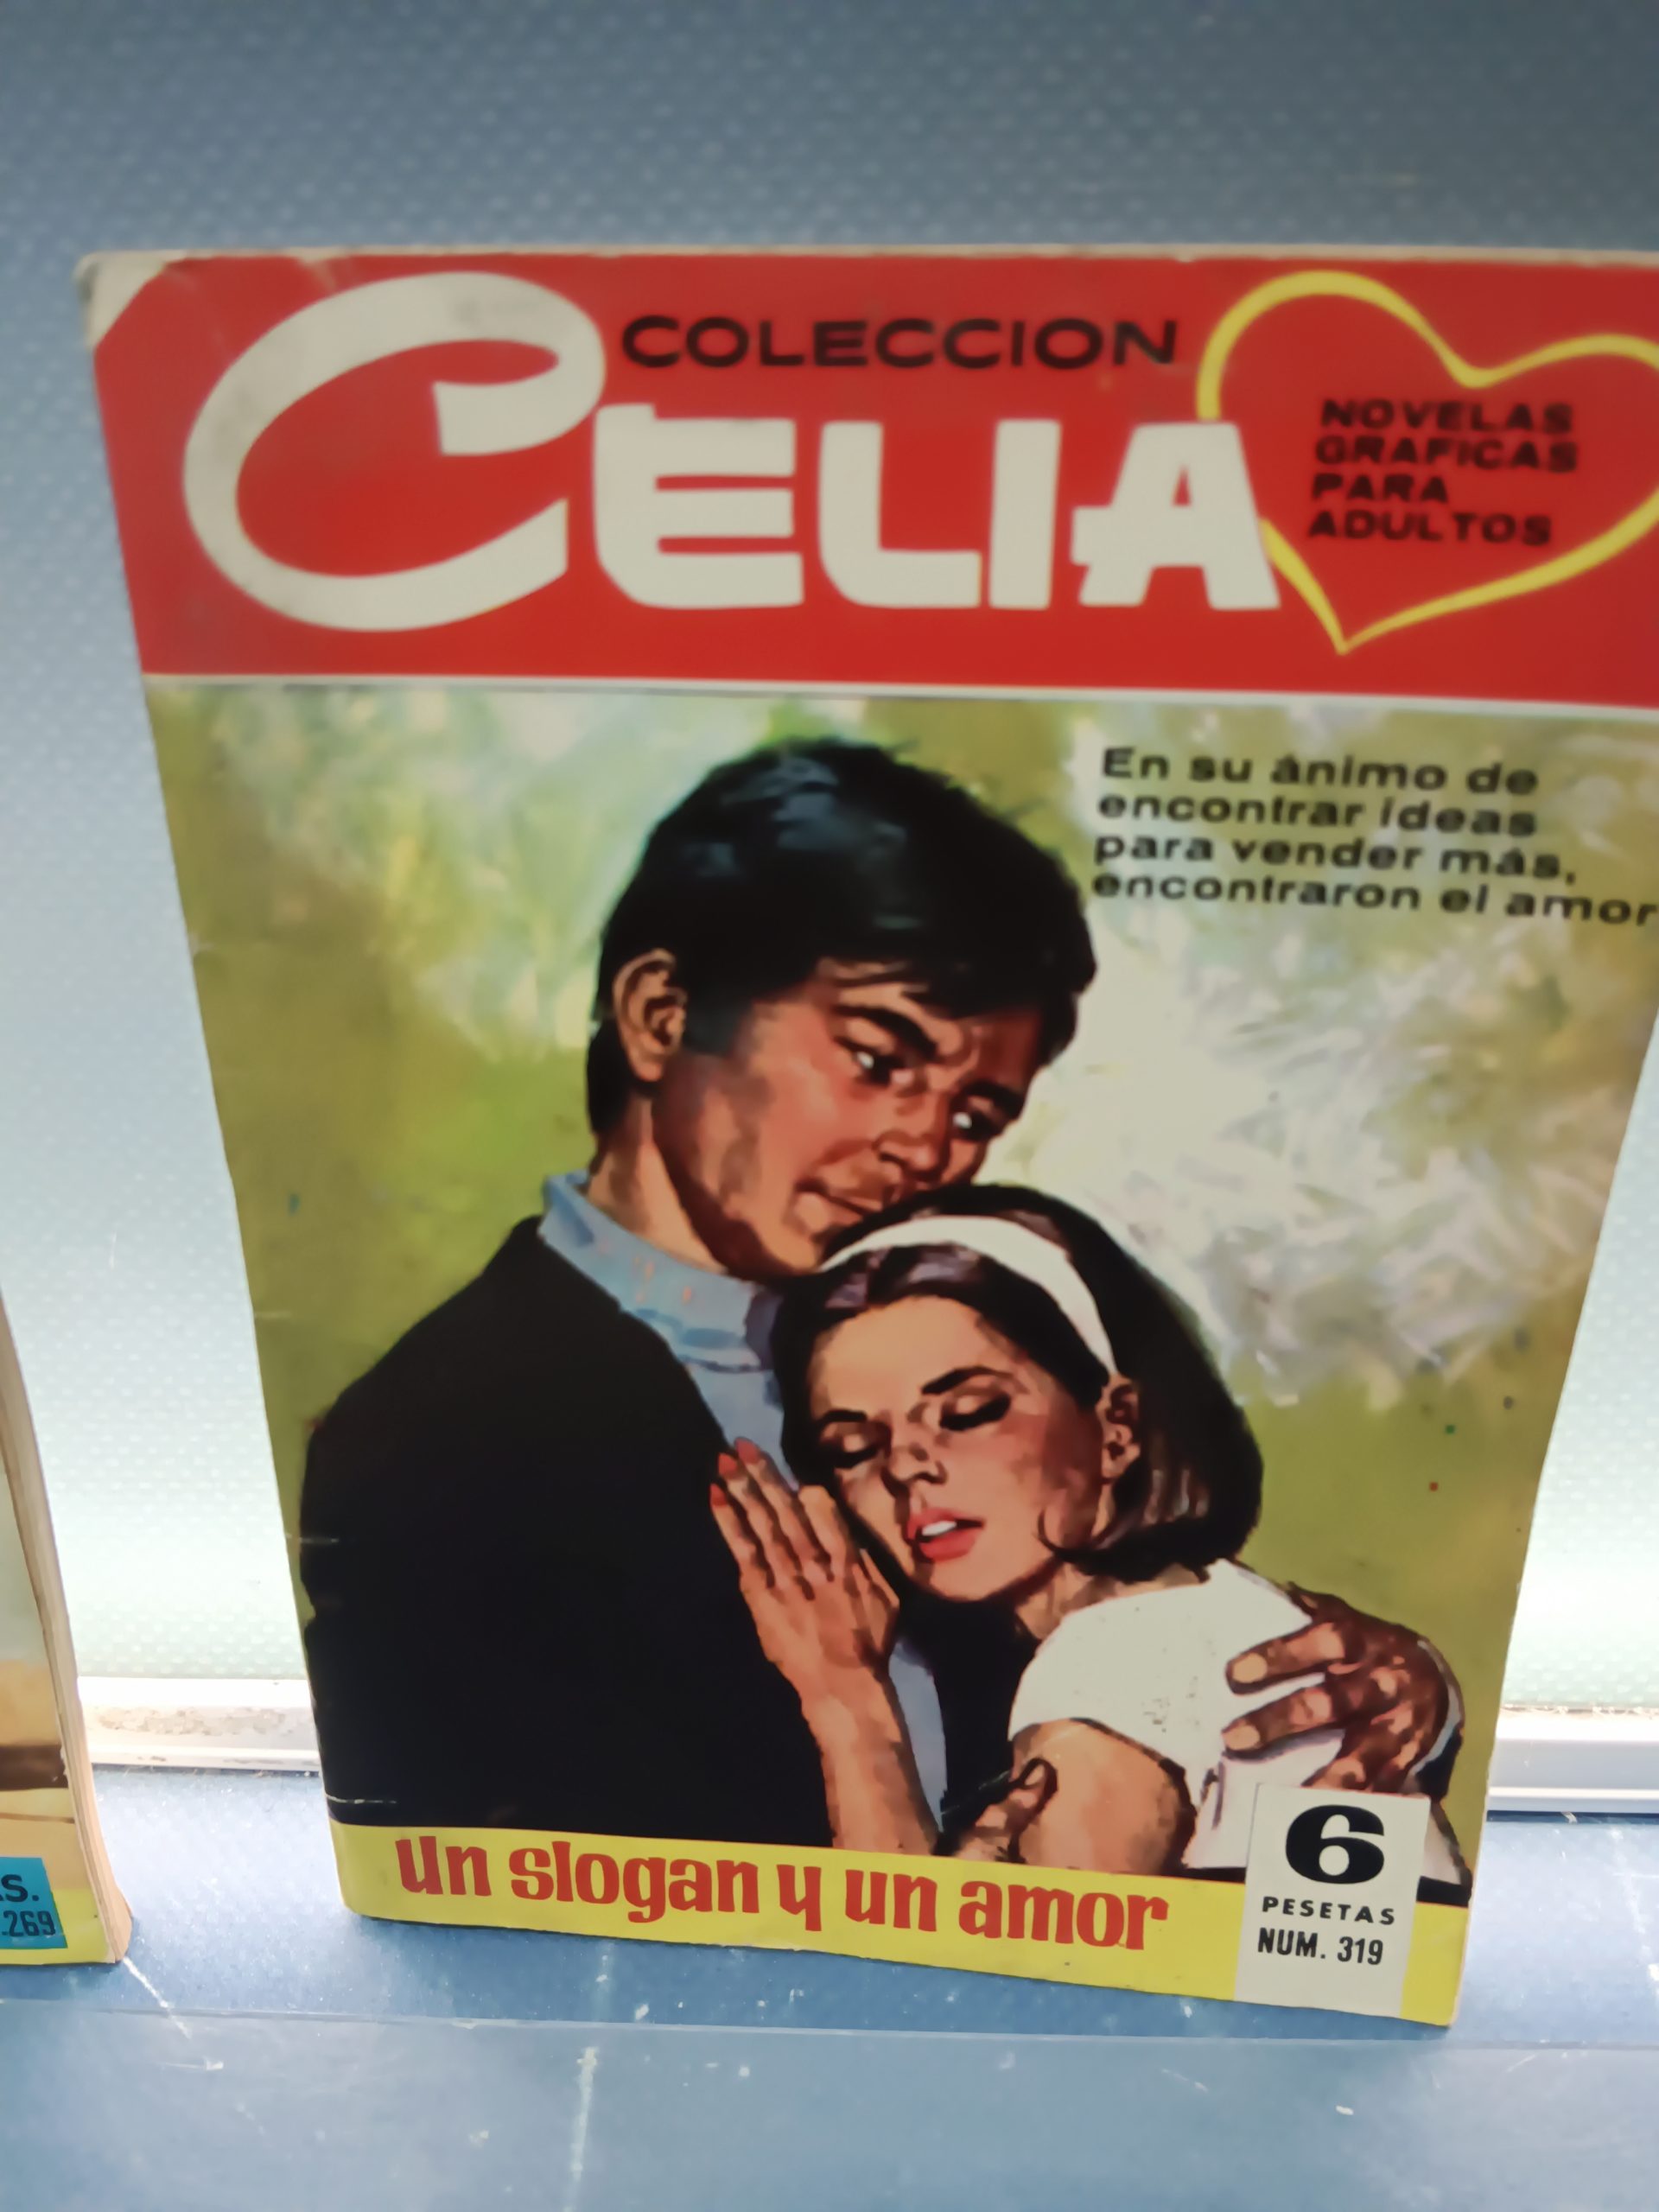 COLECCION
CELIA
NOVELAS
GRAFICAS
PARA
ADULTOS
En su ánimo de
encontrar ideas
para vender más,
encontraron el amor
Un slogan y un amor
6
PESETAS
NUM. 319
S.
.269